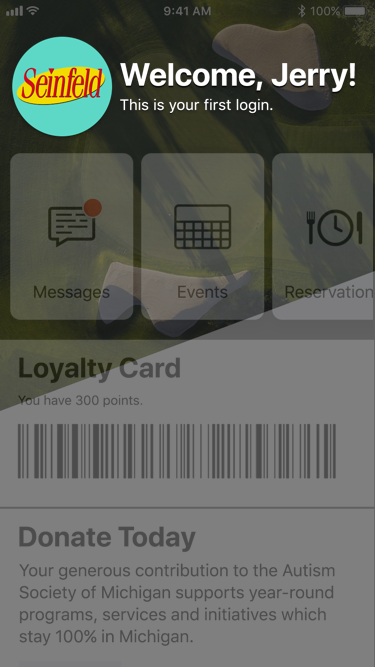 9:41 AM
100%
Seinfeld
Welcome, Jerry!
This is your first login.
Messages
Events
Reservation
Loyalty Card
You have 300 points.
Donate Today
Your generous contribution to the Autism
Society of Michigan supports year-round
programs, services and initiatives which
stay 100% in Michigan.